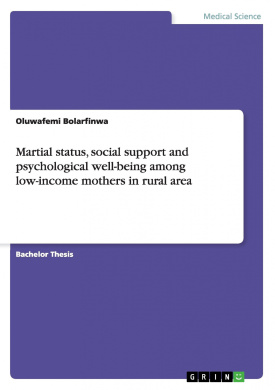 Medical Science
Oluwafemi Bolarfinwa
Martial status, social support and
psychological well-being among
low-income mothers in rural area
Bachelor Thesis
G R I N